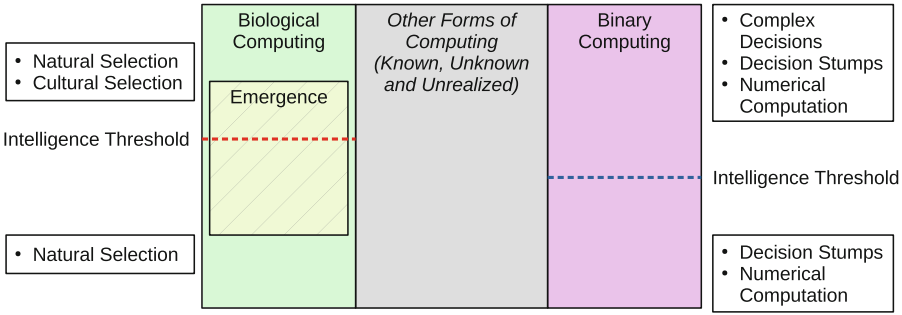 Biological
Computing
Other Forms of
Computing
(Known, Unknown
and Unrealized)
Binary
Computing
• Complex
Decisions
• Decision Stumps
• Numerical
Computation
• Natural Selection
• Cultural Selection
Emergence
Intelligence Threshold
Intelligence Threshold
• Natural Selection
• Decision Stumps
• Numerical
Computation